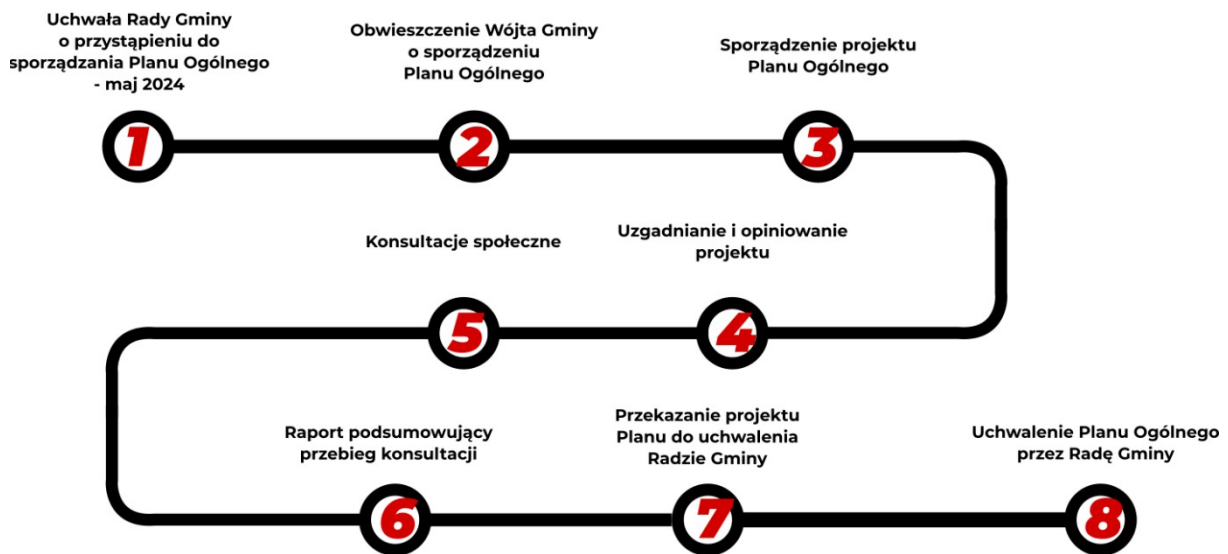 Uchwała Rady Gminy
o przystąpieniu do
sporządzania Planu Ogólnego
- maj 2024
1
Obwieszczenie Wójta Gminy
o sporządzeniu
Planu Ogólnego
2
Sporządzenie projektu
Planu Ogólnego
3
Uzgadnianie i opiniowanie
projektu
4
Konsultacje społeczne
5
Raport podsumowujący
przebieg konsultacji
6
Przekazanie projektu
Planu do uchwalenia
Radzie Gminy
7
Uchwalenie Planu Ogólnego
przez Radę Gminy
8